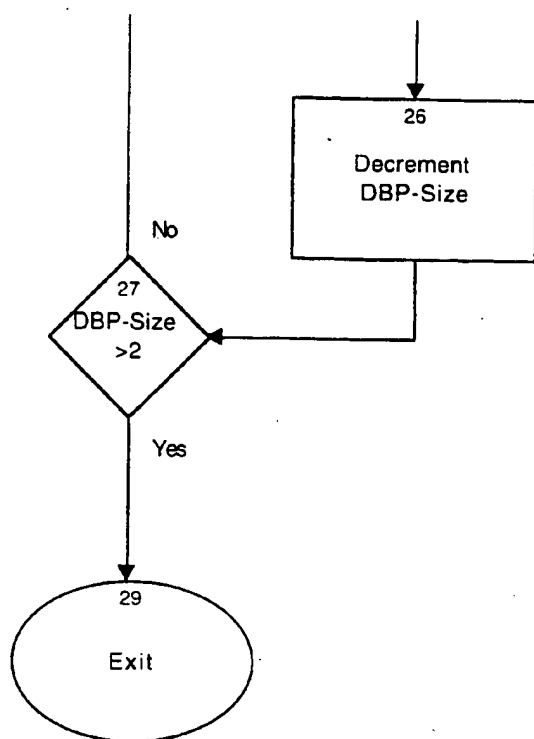 26
Decrement
DBP-Size
No
27
DBP-Size
>2
Yes
29
Exit